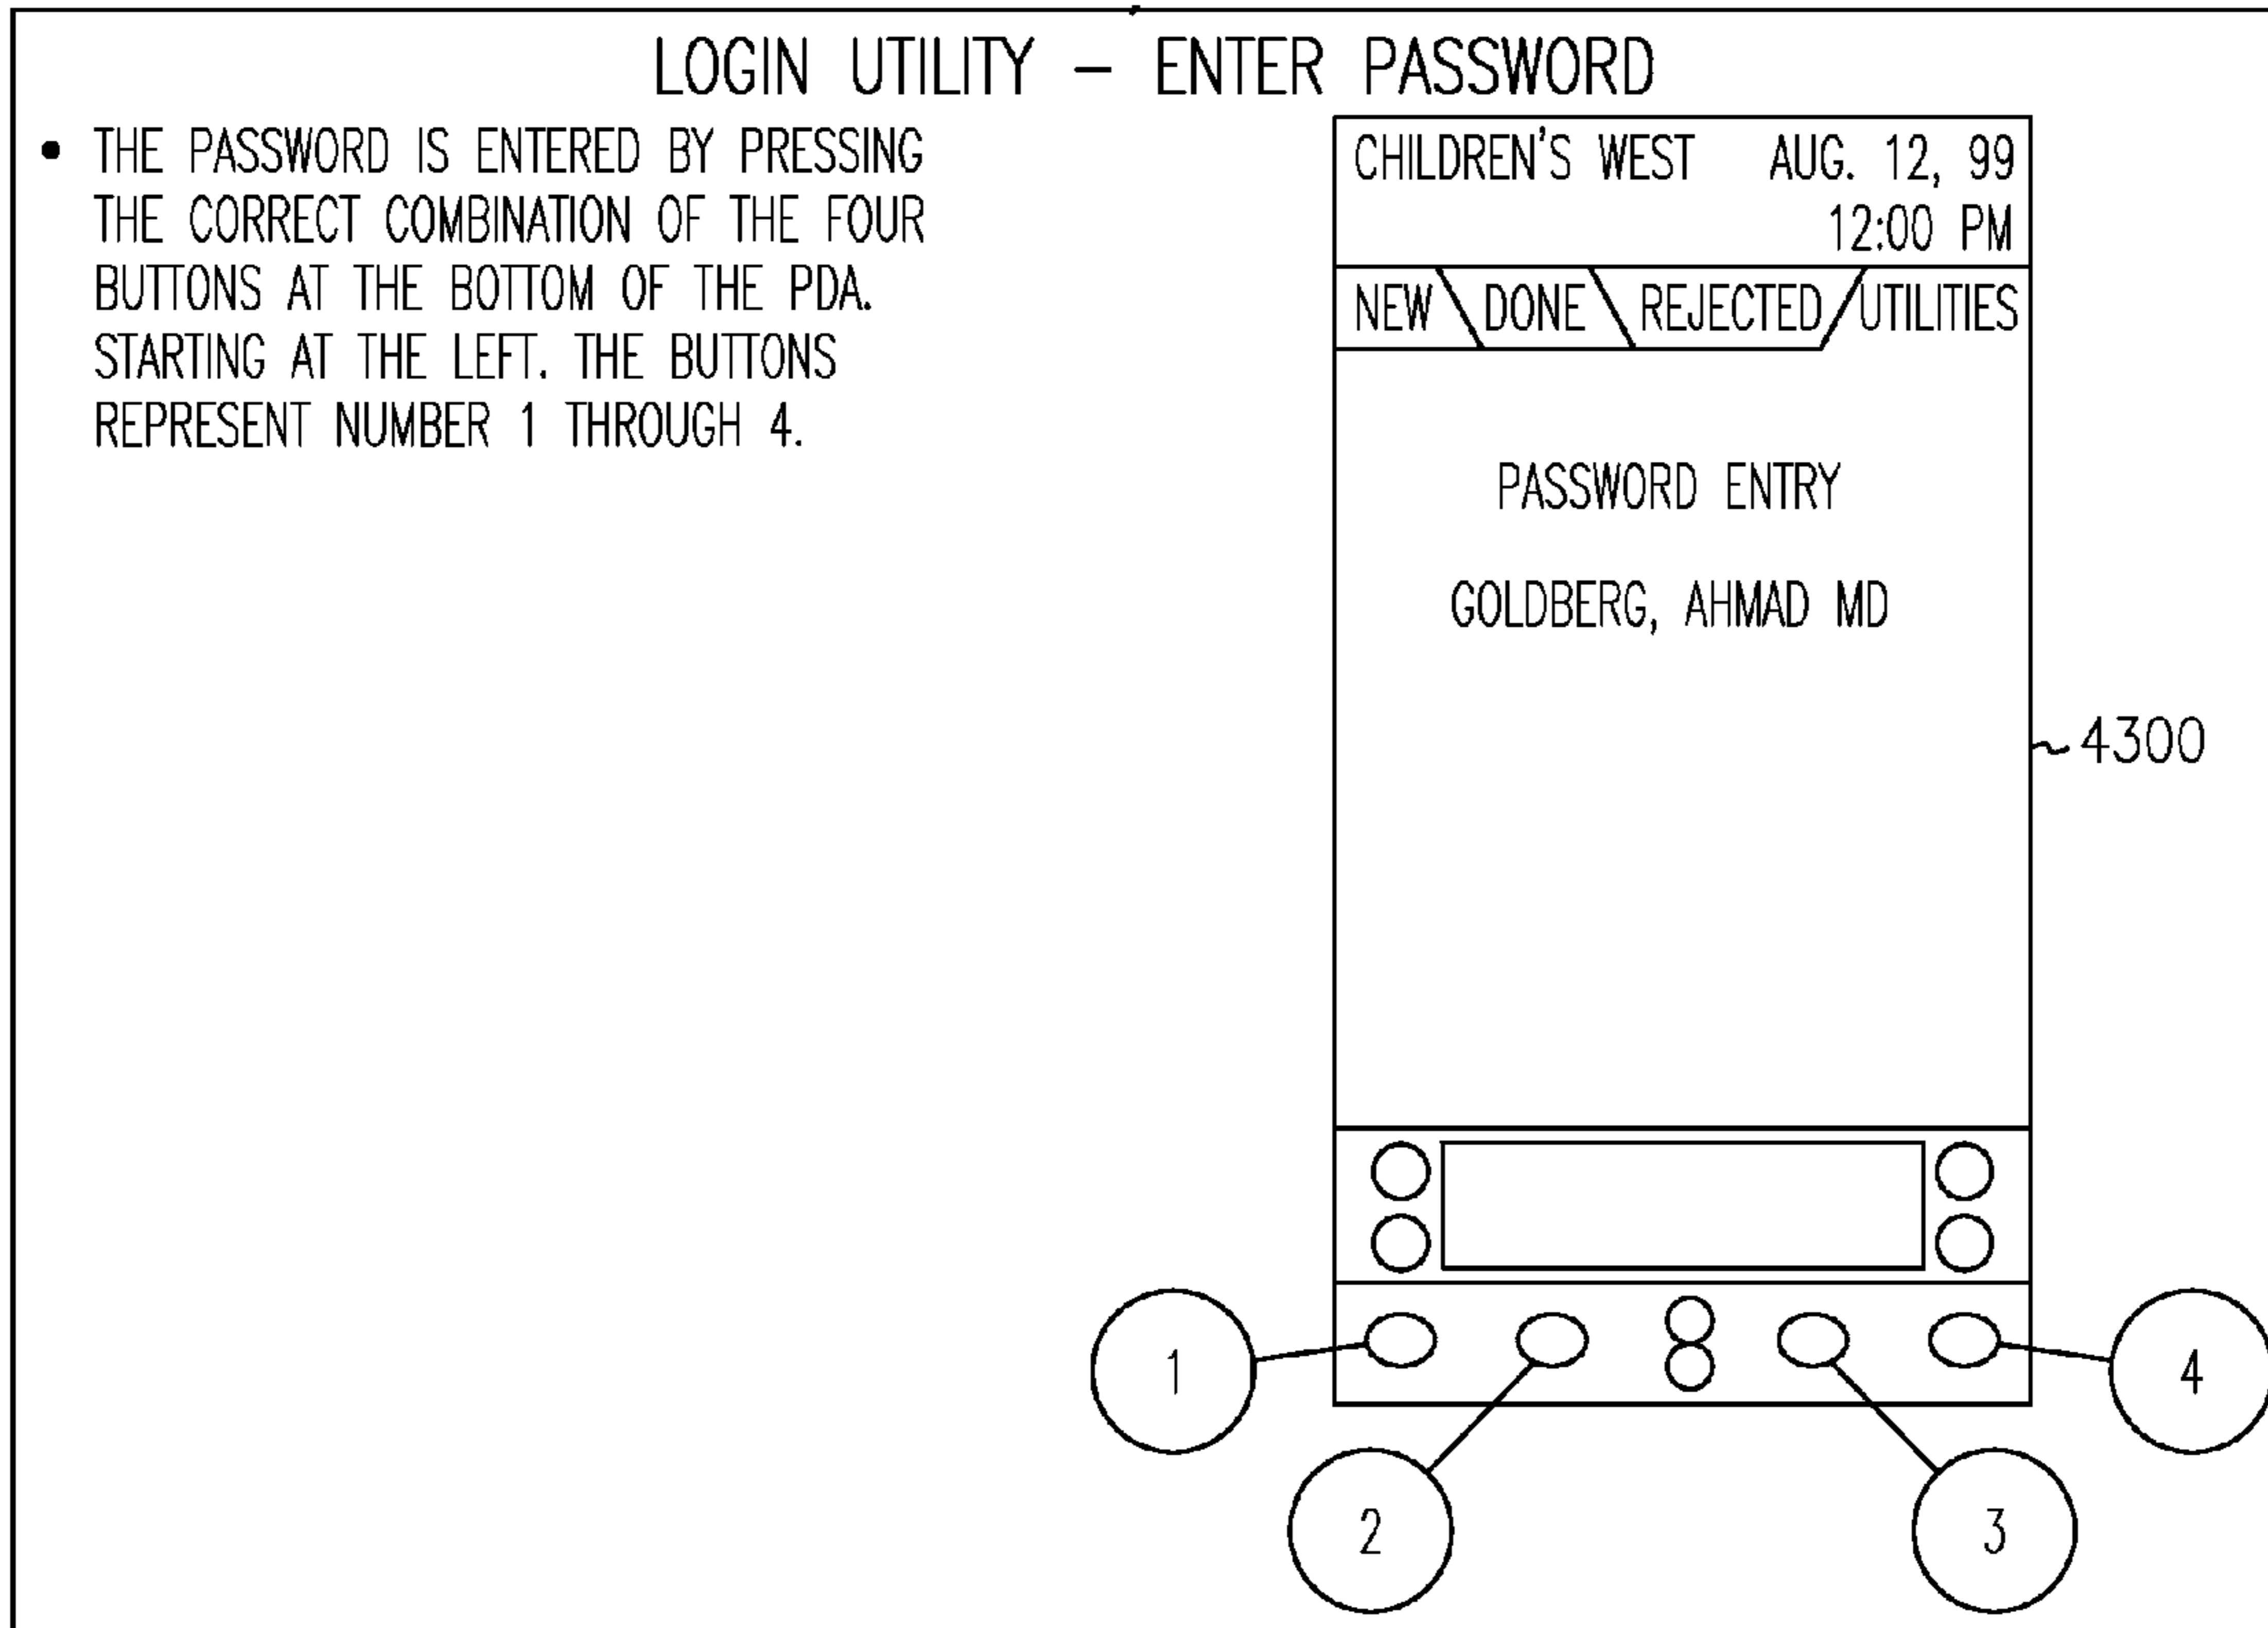 LOGIN UTILITY – ENTER PASSWORD
• THE PASSWORD IS ENTERED BY PRESSING
THE CORRECT COMBINATION OF THE FOUR
BUTTONS AT THE BOTTOM OF THE PDA.
STARTING AT THE LEFT. THE BUTTONS
REPRESENT NUMBER 1 THROUGH 4.
CHILDREN'S WEST AUG. 12, 99
12:00 PM
NEW DONE REJECTED UTILITIES
PASSWORD ENTRY
GOLDBERG, AHMAD MD
4300
1
4
2
3